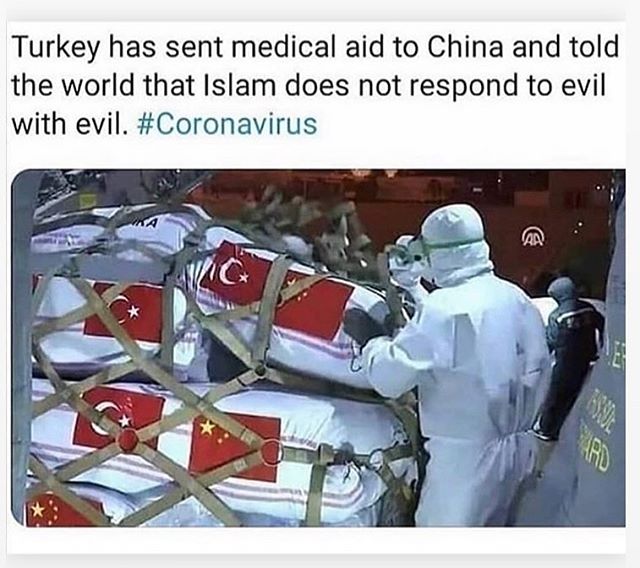 Turkey has sent medical aid to China and told
the world that Islam does not respond to evil
with evil. #Coronavirus
AA
ARD